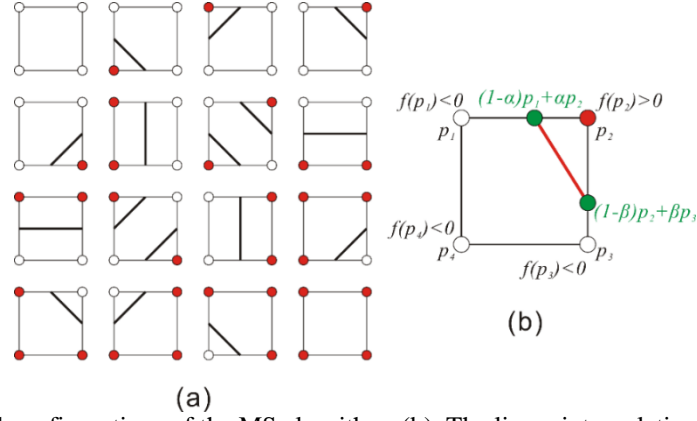 (1-α)p₁+αp₂
f(p₁)<0 f(p₂)>0
p₁ p₂
(1-β)p₂+βp₃
f(p₄)<0
p₄ p₃
f(p₃)<0
(b)
(a)